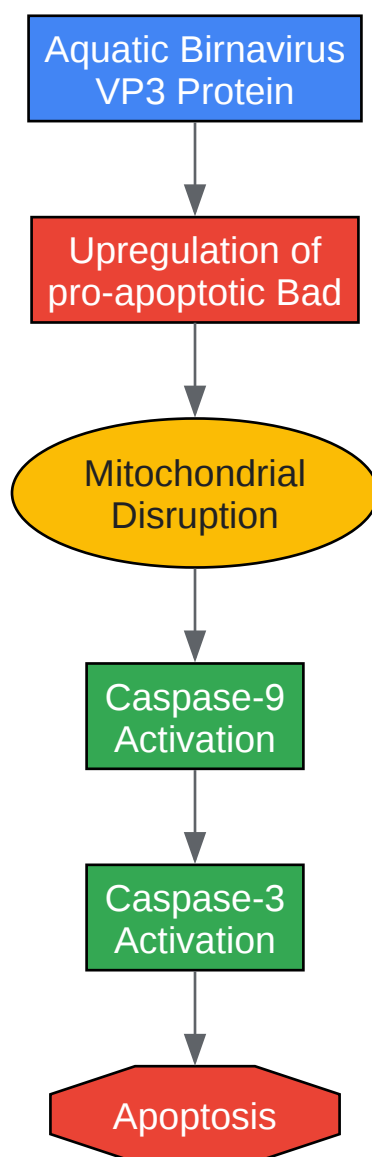 Aquatic Birnavirus
VP3 Protein
Upregulation of
pro-apoptotic Bad
Mitochondrial
Disruption
Caspase-9
Activation
Caspase-3
Activation
Apoptosis